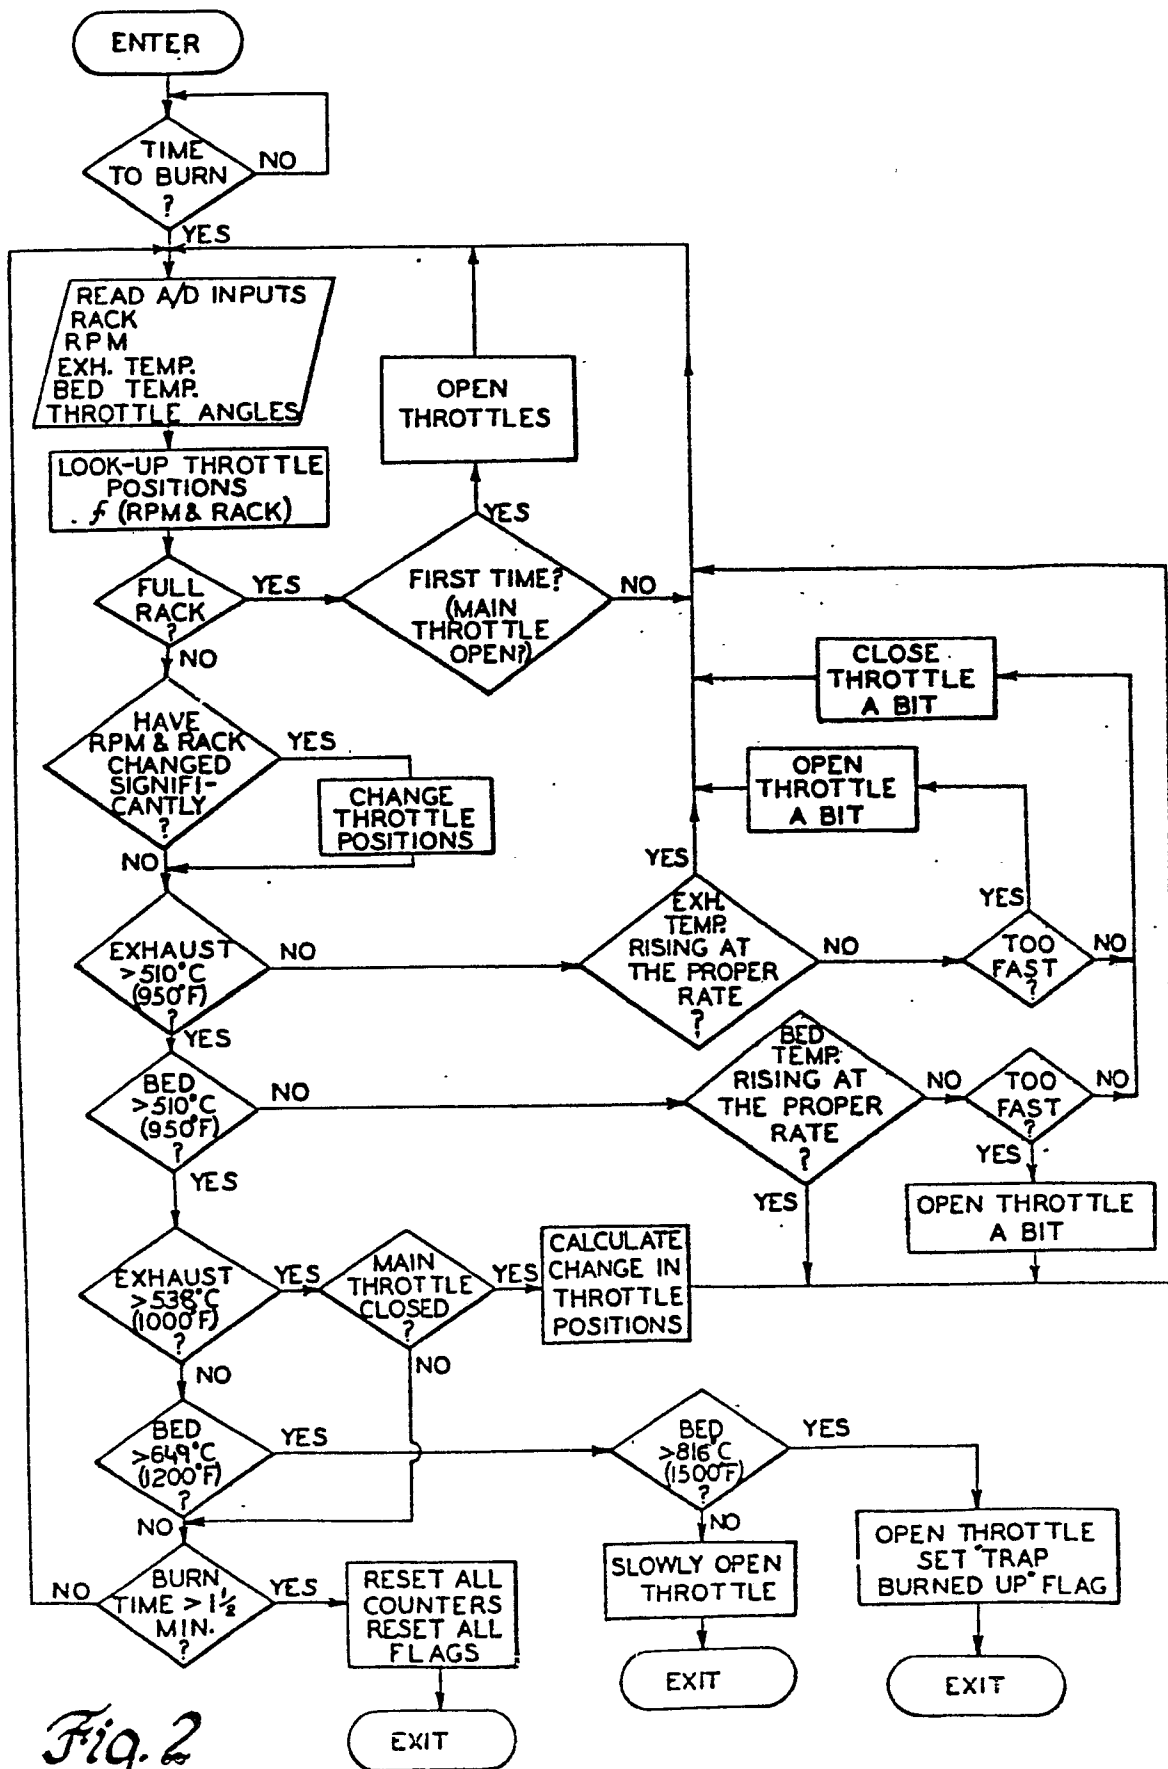 ENTER
TIME
TO BURN
?
NO
YES
READ A/D INPUTS
RACK
RPM
EXH. TEMP.
BED TEMP.
THROTTLE ANGLES
LOOK-UP THROTTLE
POSITIONS
f (RPM & RACK)
OPEN
THROTTLES
YES
FULL
RACK
?
YES
NO
FIRST TIME?
(MAIN
THROTTLE
OPEN?)
NO
CLOSE
THROTTLE
A BIT
HAVE
RPM & RACK
CHANGED
SIGNIFI-
CANTLY
?
YES
NO
CHANGE
THROTTLE
POSITIONS
OPEN
THROTTLE
A BIT
EXHAUST
>510°C
(950°F)
?
NO
YES
YES
EXH.
TEMP.
RISING AT
THE PROPER
RATE
?
NO
YES
TOO
FAST
?
NO
BED
>510°C
(950°F)
?
NO
YES
BED
TEMP.
RISING AT
THE PROPER
RATE
?
NO
YES
TOO
FAST
?
NO
YES
OPEN THROTTLE
A BIT
EXHAUST
>538°C
(1000°F)
?
YES
NO
MAIN
THROTTLE
CLOSED
?
YES
NO
CALCULATE
CHANGE IN
THROTTLE
POSITIONS
BED
>649°C
(1200°F)
?
YES
NO
BED
>816°C
(1500°F)
?
YES
NO
SLOWLY OPEN
THROTTLE
EXIT
OPEN THROTTLE
SET "TRAP
BURNED UP" FLAG
EXIT
BURN
TIME > 1½
MIN.
?
NO
YES
RESET ALL
COUNTERS
RESET ALL
FLAGS
EXIT
Fig. 2